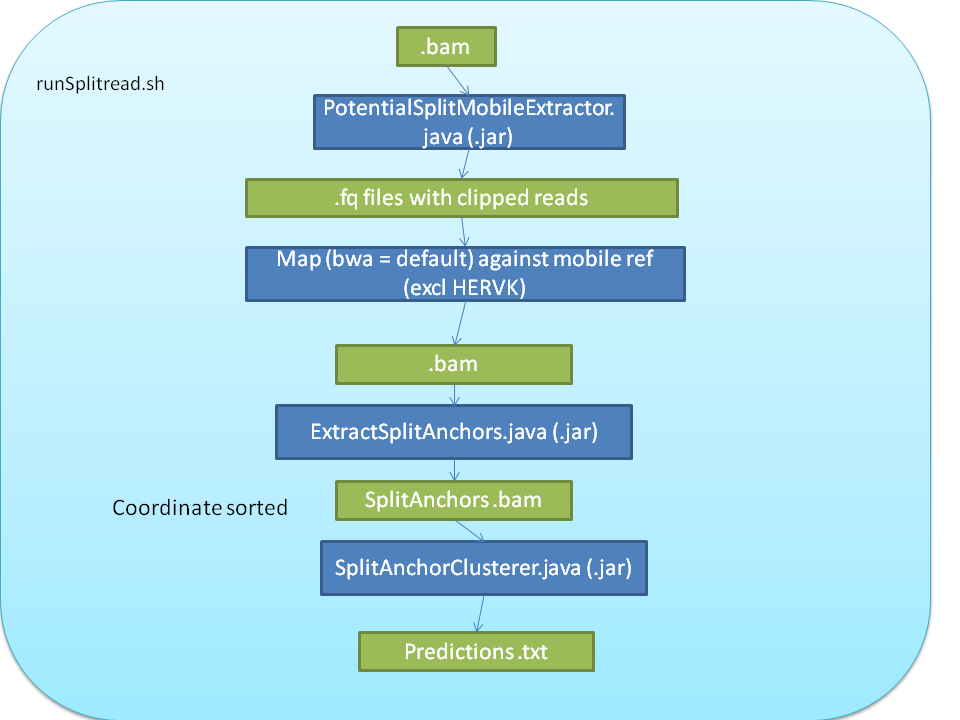 .bam
runSplitread.sh
PotentialSplitMobileExtractor.
java (.jar)
.fq files with clipped reads
Map (bwa = default) against mobile ref
(excl HERVK)
.bam
ExtractSplitAnchors.java (.jar)
SplitAnchors.bam
Coordinate sorted
SplitAnchorClusterer.java (.jar)
Predictions.txt